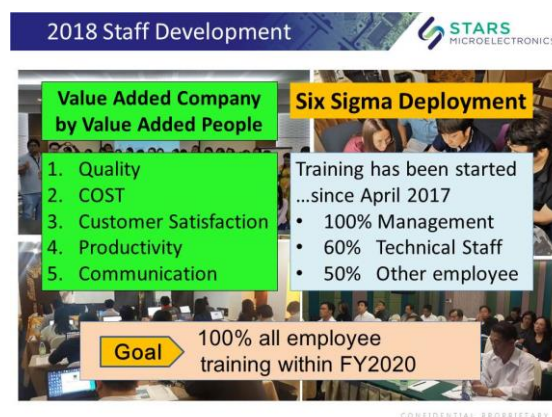 2018 Staff Development
STARS
MICROELECTRONICS
Value Added Company
by Value Added People
1. Quality
2. COST
3. Customer Satisfaction
4. Productivity
5. Communication
Six Sigma Deployment
Training has been started
...since April 2017
• 100% Management
• 60% Technical Staff
• 50% Other employee
Goal
100% all employee
training within FY2020
CONFIDENTIAL PROPRIETARY